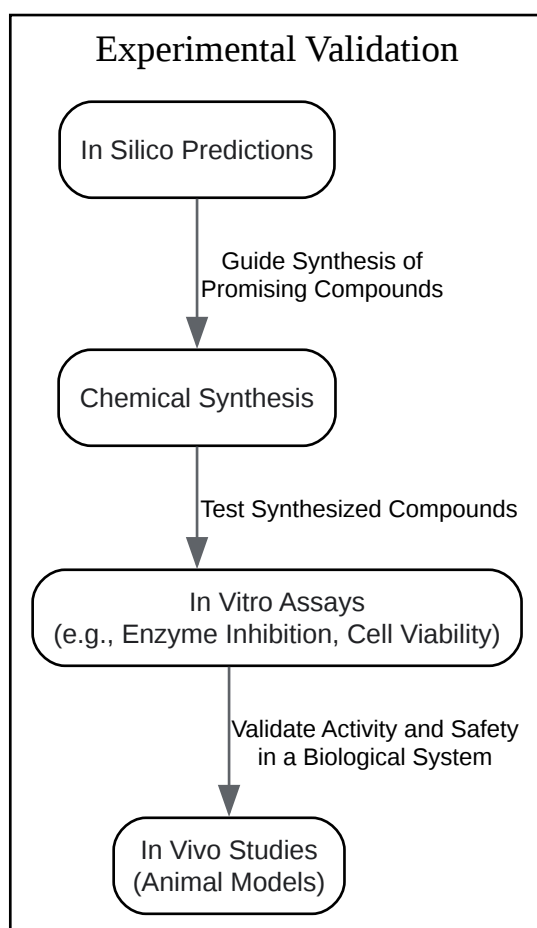 Experimental Validation
In Silico Predictions
Guide Synthesis of
Promising Compounds
Chemical Synthesis
Test Synthesized Compounds
In Vitro Assays
(e.g., Enzyme Inhibition, Cell Viability)
Validate Activity and Safety
in a Biological System
In Vivo Studies
(Animal Models)